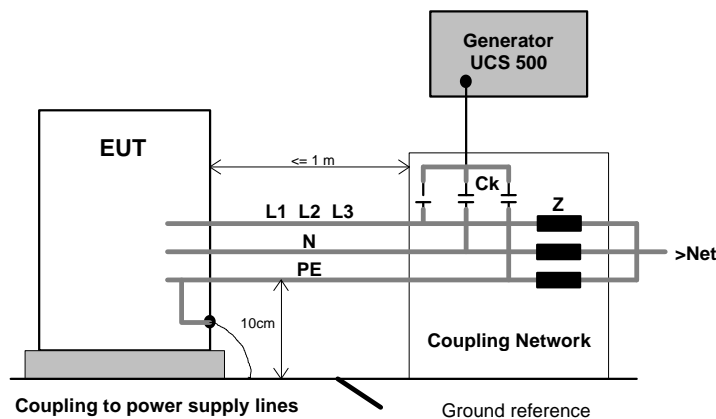 Generator
UCS 500
EUT
<= 1 m
Ck
L1 L2 L3
Z
N
>Net
PE
10cm
Coupling Network
Coupling to power supply lines
Ground reference